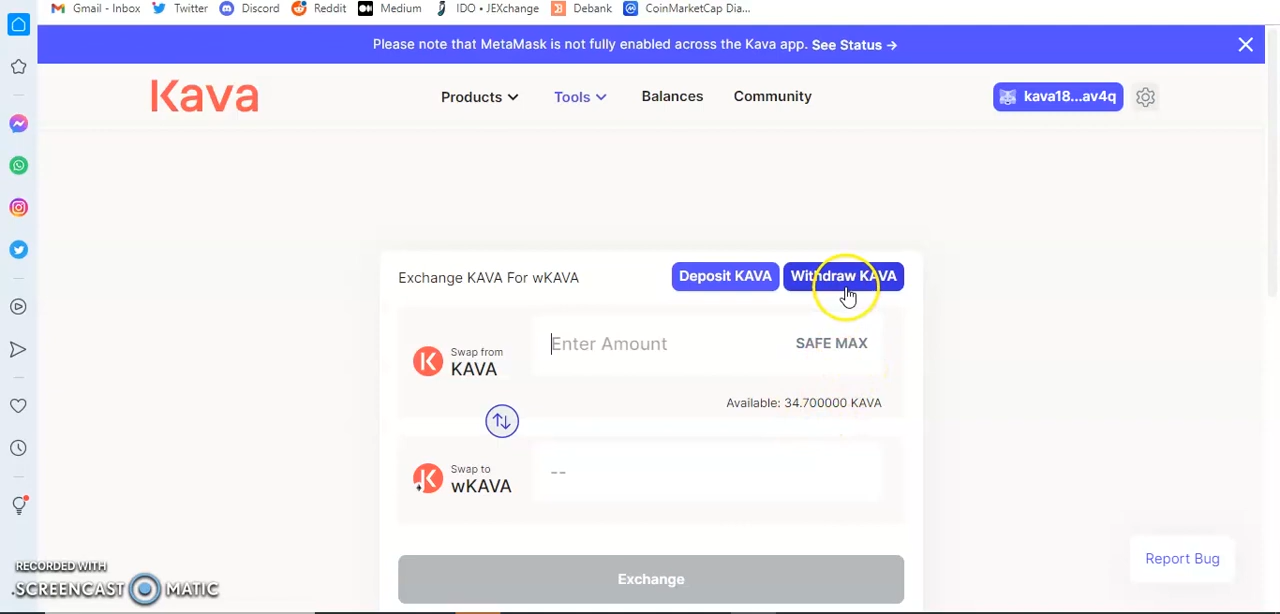 Gmail - Inbox Twitter Discord Reddit Medium IDO • JEXchange Debank CoinMarketCap Da...
Please note that MetaMask is not fully enabled across the Kava app. See Status →
Kava Products Tools Balances Community kava18...av4q
Exchange KAVA For wKAVA Deposit KAVA Withdraw KAVA
Swap from
KAVA
Enter Amount SAFE MAX
Available: 34.700000 KAVA
Swap to
wKAVA
--
Exchange
Report Bug
RECORDED WITH
SCREENCAST MATIC